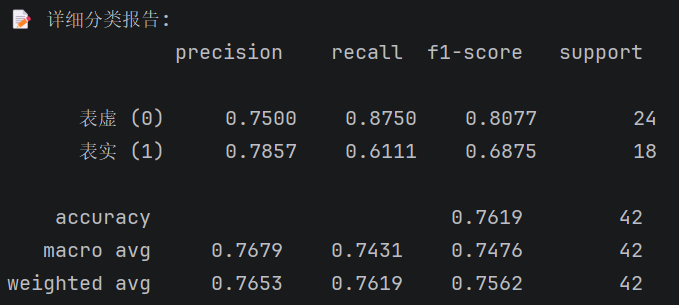 📝 详细分类报告:
precision recall f1-score support
表虚 (0) 0.7500 0.8750 0.8077 24
表实 (1) 0.7857 0.6111 0.6875 18
accuracy 0.7619 42
macro avg 0.7679 0.7431 0.7476 42
weighted avg 0.7653 0.7619 0.7562 42